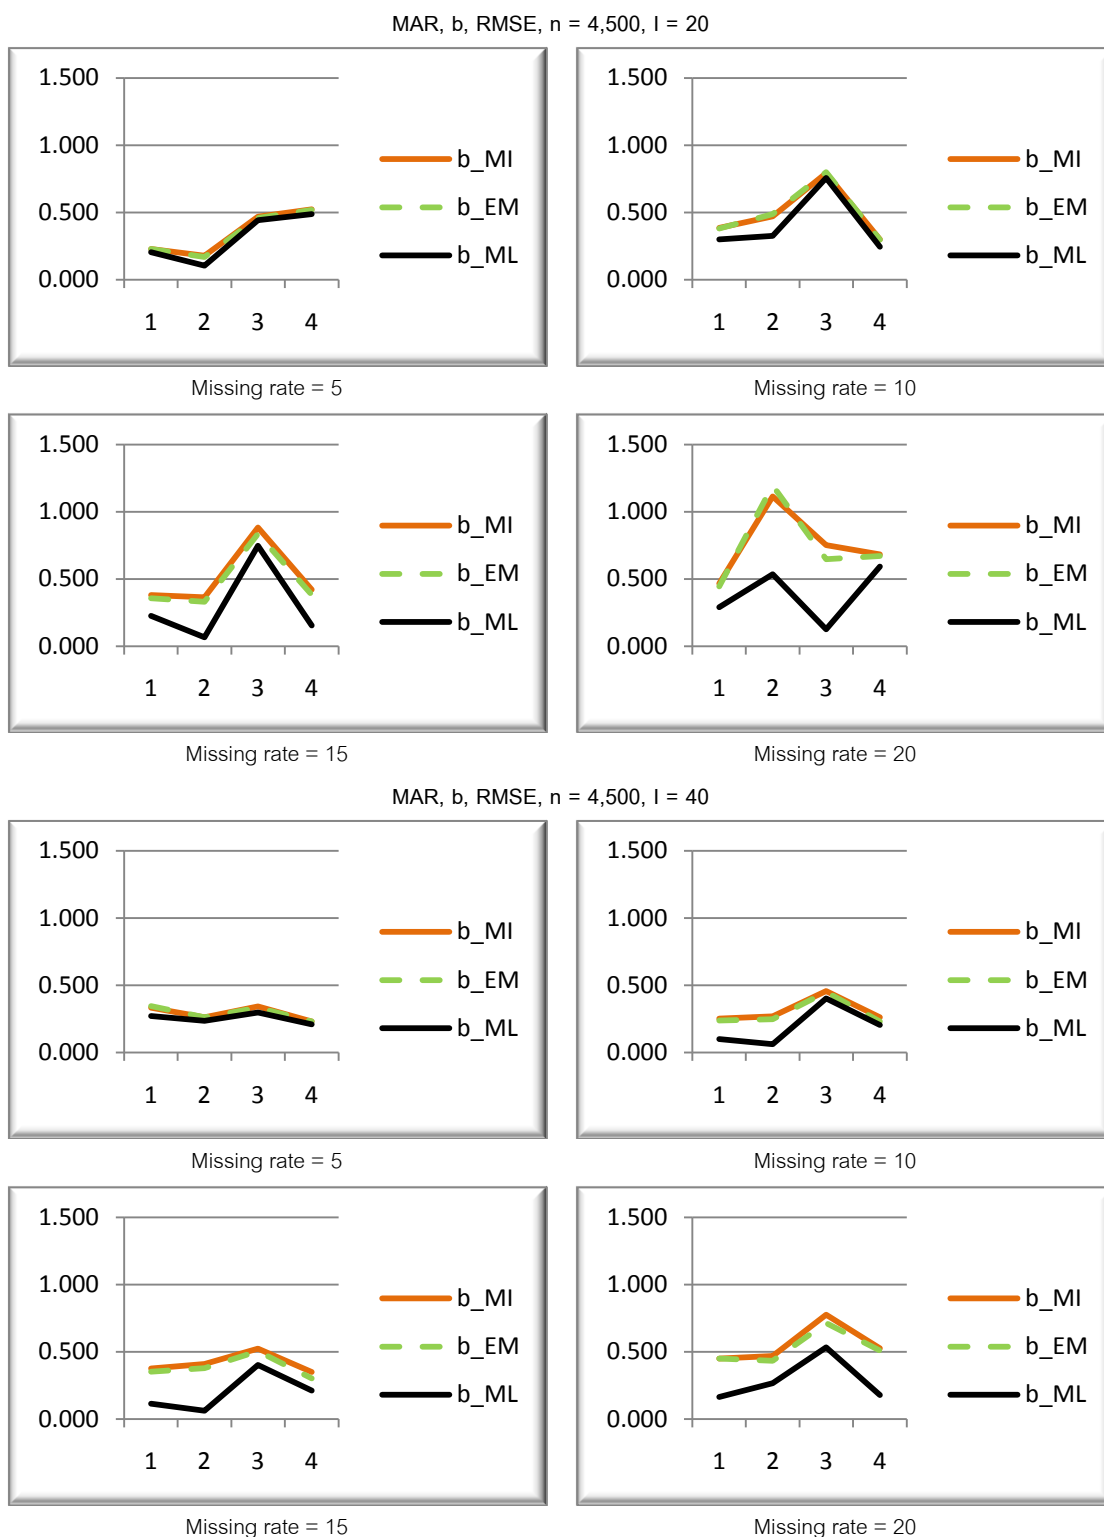 MAR, b, RMSE, n = 4,500, I = 20
1.500
1.000
0.500
0.000
1 2 3 4
b_MI
b_EM
b_ML
Missing rate = 5
1.500
1.000
0.500
0.000
1 2 3 4
b_MI
b_EM
b_ML
Missing rate = 10
1.500
1.000
0.500
0.000
1 2 3 4
b_MI
b_EM
b_ML
Missing rate = 15
1.500
1.000
0.500
0.000
1 2 3 4
b_MI
b_EM
b_ML
Missing rate = 20
MAR, b, RMSE, n = 4,500, I = 40
1.500
1.000
0.500
0.000
1 2 3 4
b_MI
b_EM
b_ML
Missing rate = 5
1.500
1.000
0.500
0.000
1 2 3 4
b_MI
b_EM
b_ML
Missing rate = 10
1.500
1.000
0.500
0.000
1 2 3 4
b_MI
b_EM
b_ML
Missing rate = 15
1.500
1.000
0.500
0.000
1 2 3 4
b_MI
b_EM
b_ML
Missing rate = 20